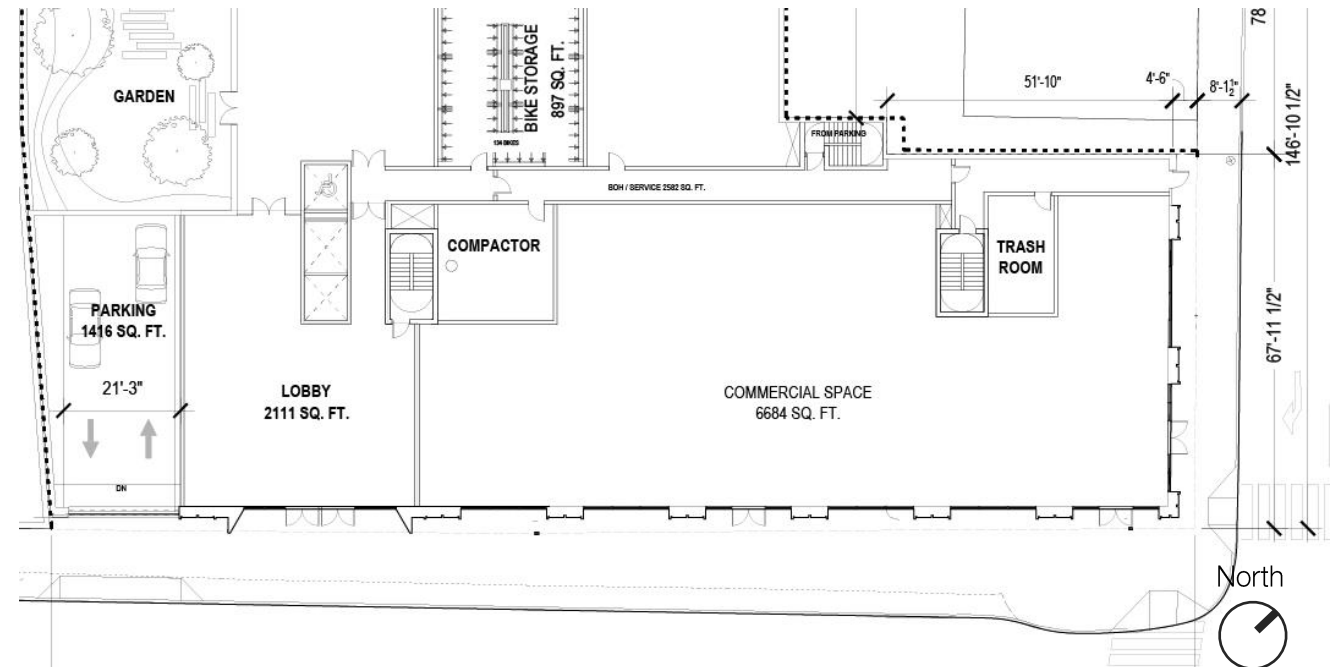 78
51'-10"
4'-6"
8'-1½"
146'-10 1/2"
BIKE STORAGE
897 SQ. FT.
134 BIKES
GARDEN
FROM PARKING
BOH / SERVICE 2582 SQ. FT.
COMPACTOR
TRASH
ROOM
PARKING
1416 SQ. FT.
67'-11 1/2"
21'-3"
LOBBY
2111 SQ. FT.
COMMERCIAL SPACE
6684 SQ. FT.
DN
North